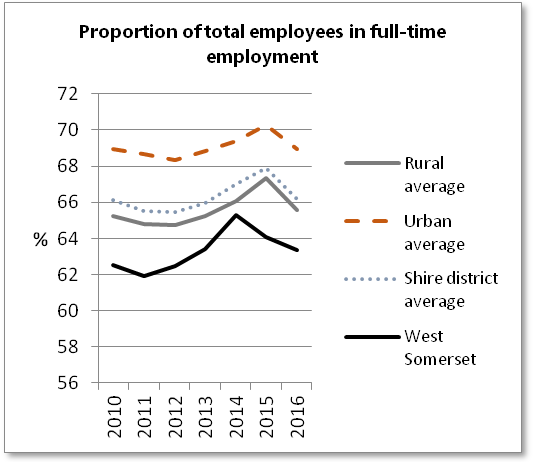 Proportion of total employees in full-time
employment
72
70
68
66
64
62
60
58
56
%
2010
2011
2012
2013
2014
2015
2016
Rural
average
Urban
average
Shire district
average
West
Somerset